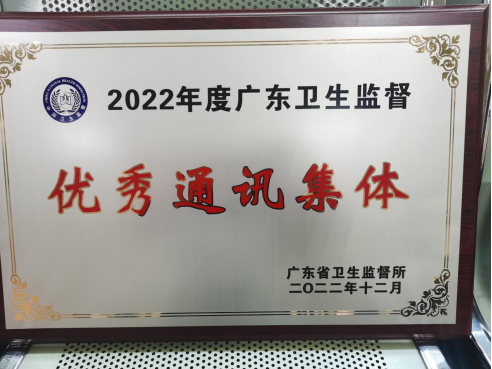 2022年度广东卫生监督
优秀通讯集体
广东省卫生监督所
二〇二二年十二月